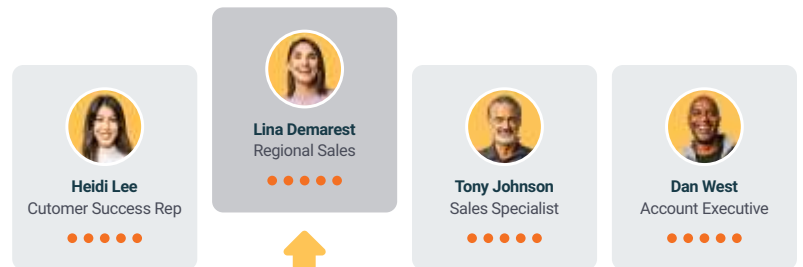 Heidi Lee
Cutomer Success Rep
Lina Demarest
Regional Sales
Tony Johnson
Sales Specialist
Dan West
Account Executive